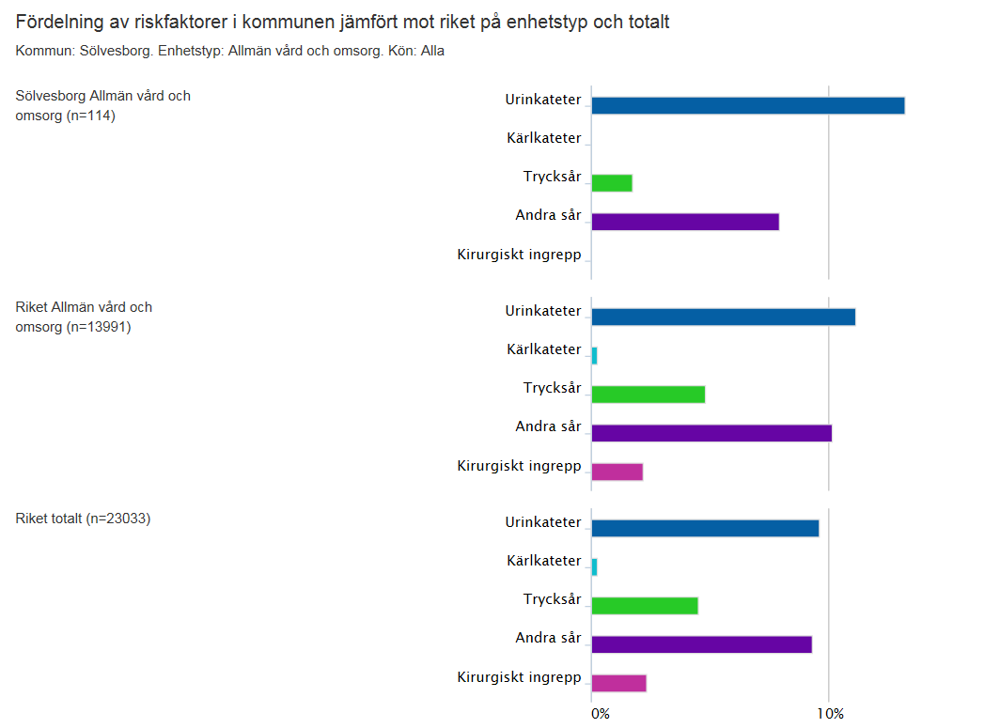 Fördelning av riskfaktorer i kommunen jämfört mot riket på enhetstyp och totalt
Kommun: Sölvesborg. Enhetstyp: Allmän vård och omsorg. Kön: Alla
Sölvesborg Allmän vård och
omsorg (n=114)
Urinkateter
Kärlkateter
Trycksår
Andra sår
Kirurgiskt ingrepp
Riket Allmän vård och
omsorg (n=13991)
Urinkateter
Kärlkateter
Trycksår
Andra sår
Kirurgiskt ingrepp
Riket totalt (n=23033)
Urinkateter
Kärlkateter
Trycksår
Andra sår
Kirurgiskt ingrepp
0% 10%